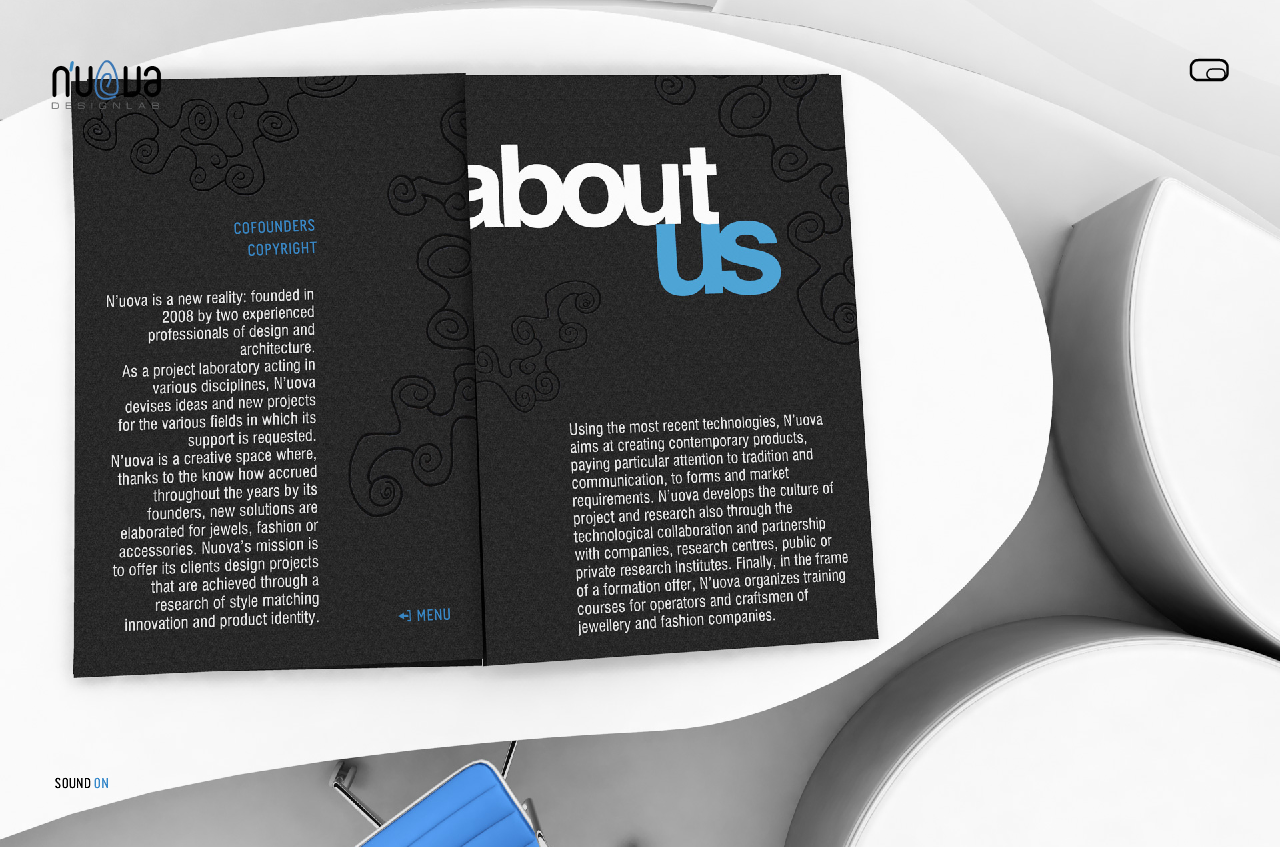 n'uova
DESIGNLAB
COFOUNDERS
COPYRIGHT
N'uova is a new reality: founded in
2008 by two experienced
professionals of design and
architecture.
As a project laboratory acting in
various disciplines, N'uova
devises ideas and new projects
for the various fields in which its
support is requested.
N'uova is a creative space where,
thanks to the know how accrued
throughout the years by its
founders, new solutions are
elaborated for jewels, fashion or
accessories. Nuova's mission is
to offer its clients design projects
that are achieved through a
research of style matching
innovation and product identity.
MENU
about
us
Using the most recent technologies, N'uova
aims at creating contemporary products,
paying particular attention to tradition and
communication, to forms and market
requirements. N'uova develops the culture of
project and research also through the
technological collaboration and partnership
with companies, research centres, public or
private research institutes. Finally, in the frame
of a formation offer, N'uova organizes training
courses for operators and craftsmen of
jewellery and fashion companies.
SOUND ON